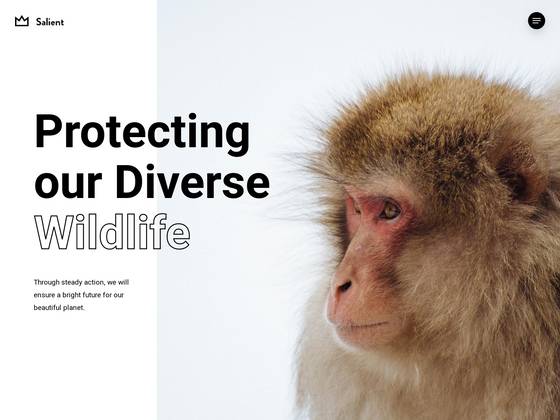 Salient
Protecting
our Diverse
Wildlife
Through steady action, we will
ensure a bright future for our
beautiful planet.